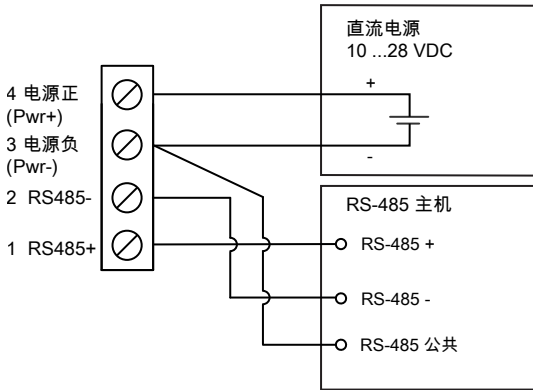 4 电源正
(Pwr+)
3 电源负
(Pwr-)
2 RS485-
1 RS485+
直流电源
10 ...28 VDC
+
-
RS-485 主机
RS-485 +
RS-485 -
RS-485 公共